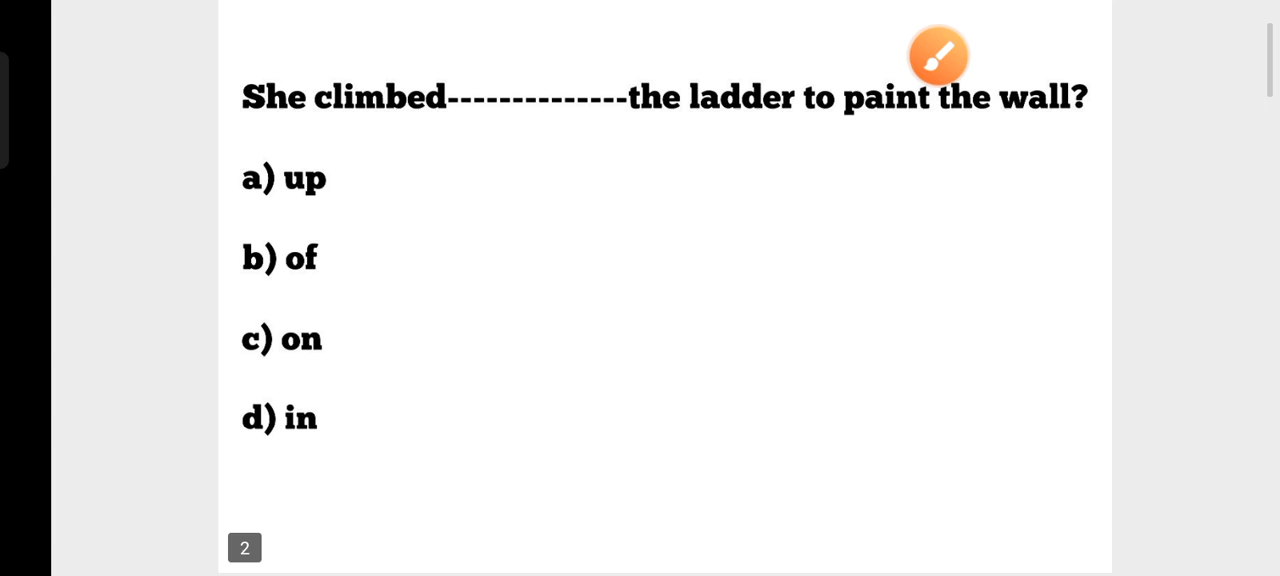 She climbed--------------the ladder to paint the wall?
a) up
b) of
c) on
d) in
2